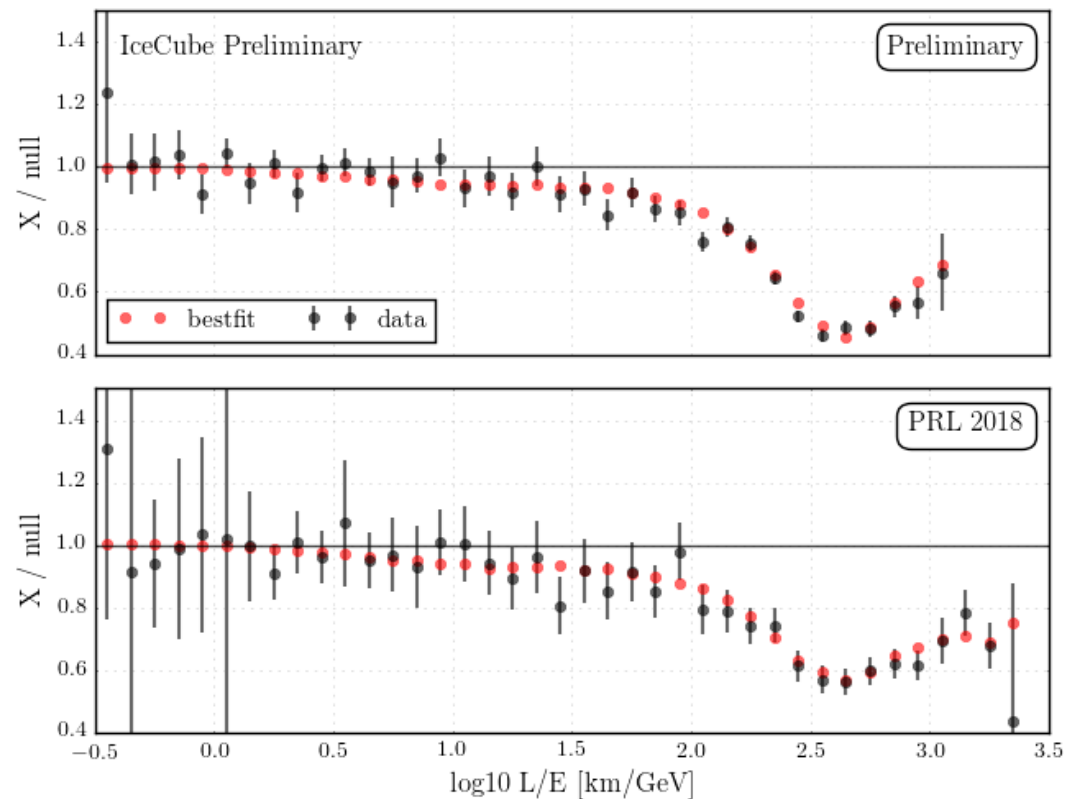 IceCube Preliminary
Preliminary
X / null
1.4
1.2
1.0
0.8
0.6
0.4
bestfit
data
PRL 2018
X / null
1.4
1.2
1.0
0.8
0.6
0.4
−0.5 0.0 0.5 1.0 1.5 2.0 2.5 3.0 3.5
log10 L/E [km/GeV]